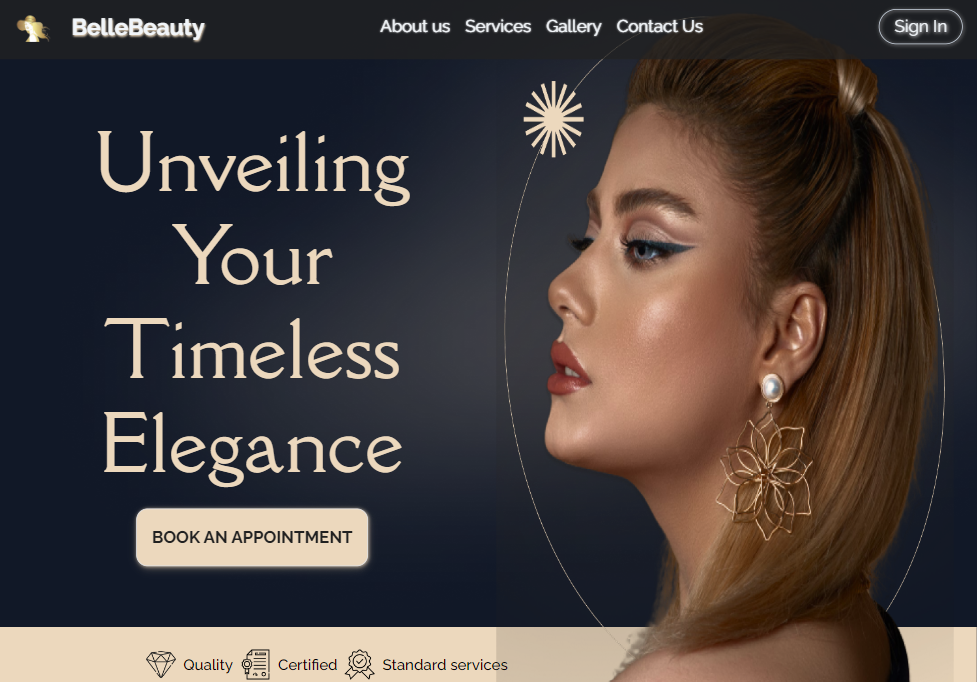 BelleBeauty
About us Services Gallery Contact Us
Sign In
Unveiling
Your
Timeless
Elegance
BOOK AN APPOINTMENT
Quality Certified Standard services